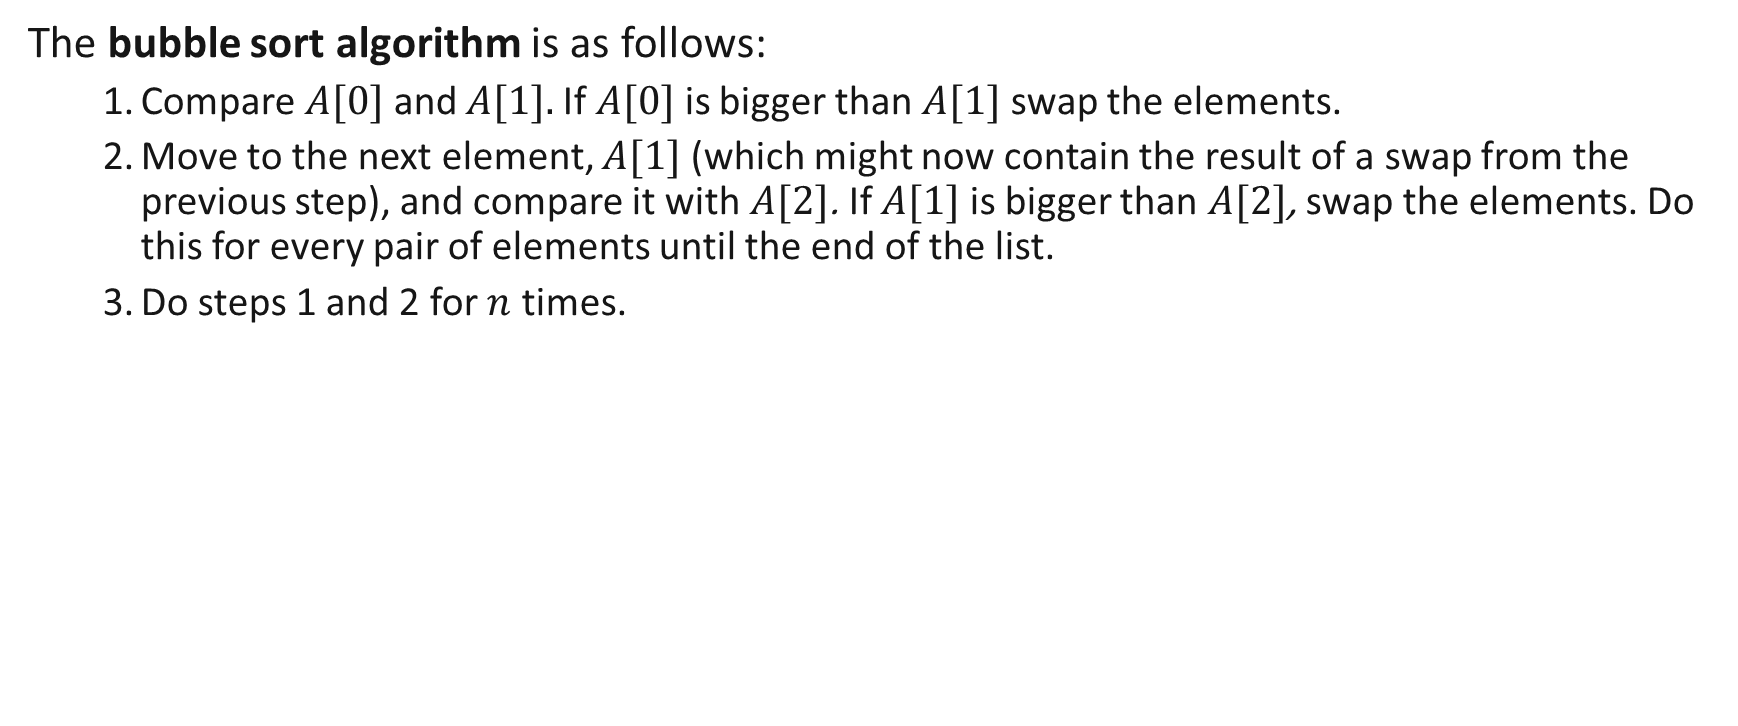 The bubble sort algorithm is as follows:
1. Compare A[0] and A[1]. If A[0] is bigger than A[1] swap the elements.
2. Move to the next element, A[1] (which might now contain the result of a swap from the
previous step), and compare it with A[2]. If A[1] is bigger than A[2], swap the elements. Do
this for every pair of elements until the end of the list.
3. Do steps 1 and 2 for n times.